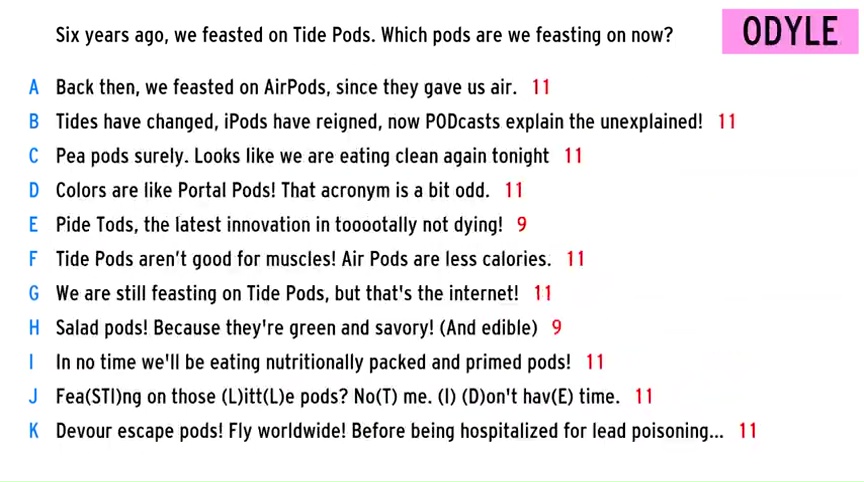 Six years ago, we feasted on Tide Pods. Which pods are we feasting on now?
ODYLE
A Back then, we feasted on AirPods, since they gave us air. 11
B Tides have changed, iPods have reigned, now PODcasts explain the unexplained! 11
C Pea pods surely. Looks like we are eating clean again tonight 11
D Colors are like Portal Pods! That acronym is a bit odd. 11
E Pide Tods, the latest innovation in tooootally not dying! 9
F Tide Pods aren't good for muscles! Air Pods are less calories. 11
G We are still feasting on Tide Pods, but that's the internet! 11
H Salad pods! Because they're green and savory! (And edible) 9
I In no time we'll be eating nutritionally packed and primed pods! 11
J Fea(STI)ng on those (L)itt(L)e pods? No(T) me. (I) (D)on't hav(E) time. 11
K Devour escape pods! Fly worldwide! Before being hospitalized for lead poisoning... 11